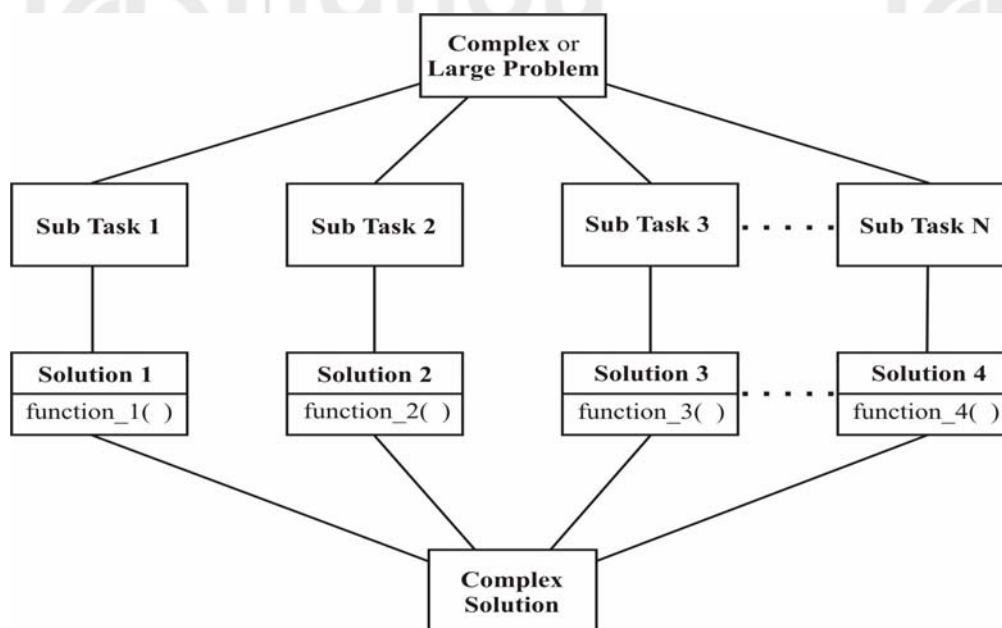 Complex or
Large Problem
Sub Task 1
Sub Task 2
Sub Task 3
Sub Task N
Solution 1
Solution 2
Solution 3
Solution 4
function_1( )
function_2( )
function_3( )
function_4( )
Complex
Solution